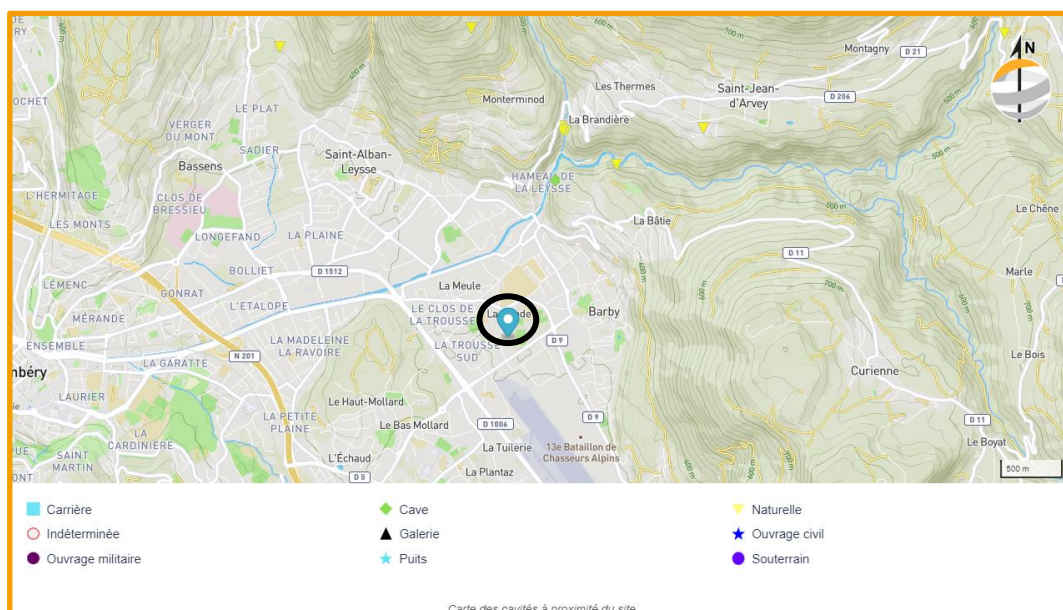 Montagny
D 21
N
Les Thermes
Saint-Jean-
d'Arvey
D 206
Monterminod
LE PLAT
La Brandière
VERGER
DU MONT
SADIER
Saint-Alban-
Leysse
Bassens
HAMEAU DE
LA LEYSSE
L'HERMITAGE
CLOS DE
BRESSIEU
LES MONTS
LONGEFAND
LA PLAINE
La Bâtie
Le Chêne
D 11
BOLLIET
D 1512
Marle
LÉMENC
GONRAT
La Meule
L'ÉTALOPE
LE CLOS DE
LA TROUSSE
Barby
MÉRANDE
LA TROUSSE
SUD
D 9
LA MADELEINE
LA RAVOIRE
ENSEMBLE
N 201
LA GARATTE
Le Bois
Curienne
LAURIER
Le Haut-Mollard
LA PETITE
PLAINE
D 9
D 11
LA
CARDINIÈRE
Le Bas Mollard
D 1006
Le Boyat
SAINT
MARTIN
La Tuilerie
13e Bataillon de
Chasseurs Alpins
L'Échaud
D 5
La Plantaz
500 m
Carrière
Cave
Naturelle
Indéterminée
Galerie
Ouvrage civil
Ouvrage militaire
Puits
Souterrain
Carte des cavités à proximité du site